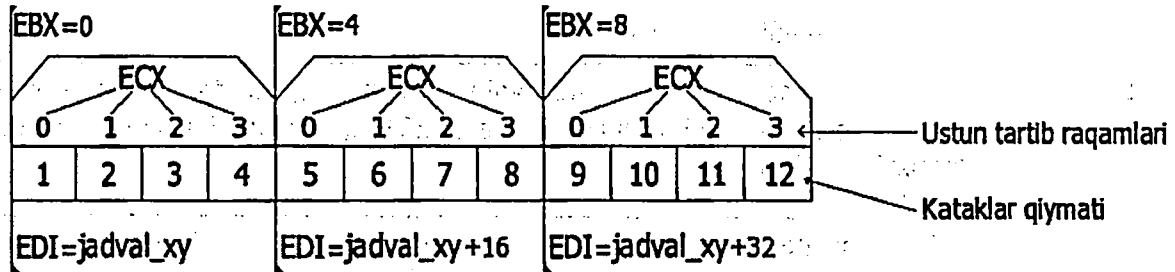 EBX=0 EBX=4 EBX=8
ECX ECX ECX
0 1 2 3 0 1 2 3 0 1 2 3 Ustun tartib raqamlari
1 2 3 4 5 6 7 8 9 10 11 12
Kataklar qiymati
EDI=jadval_xy EDI=jadval_xy+16 EDI=jadval_xy+32